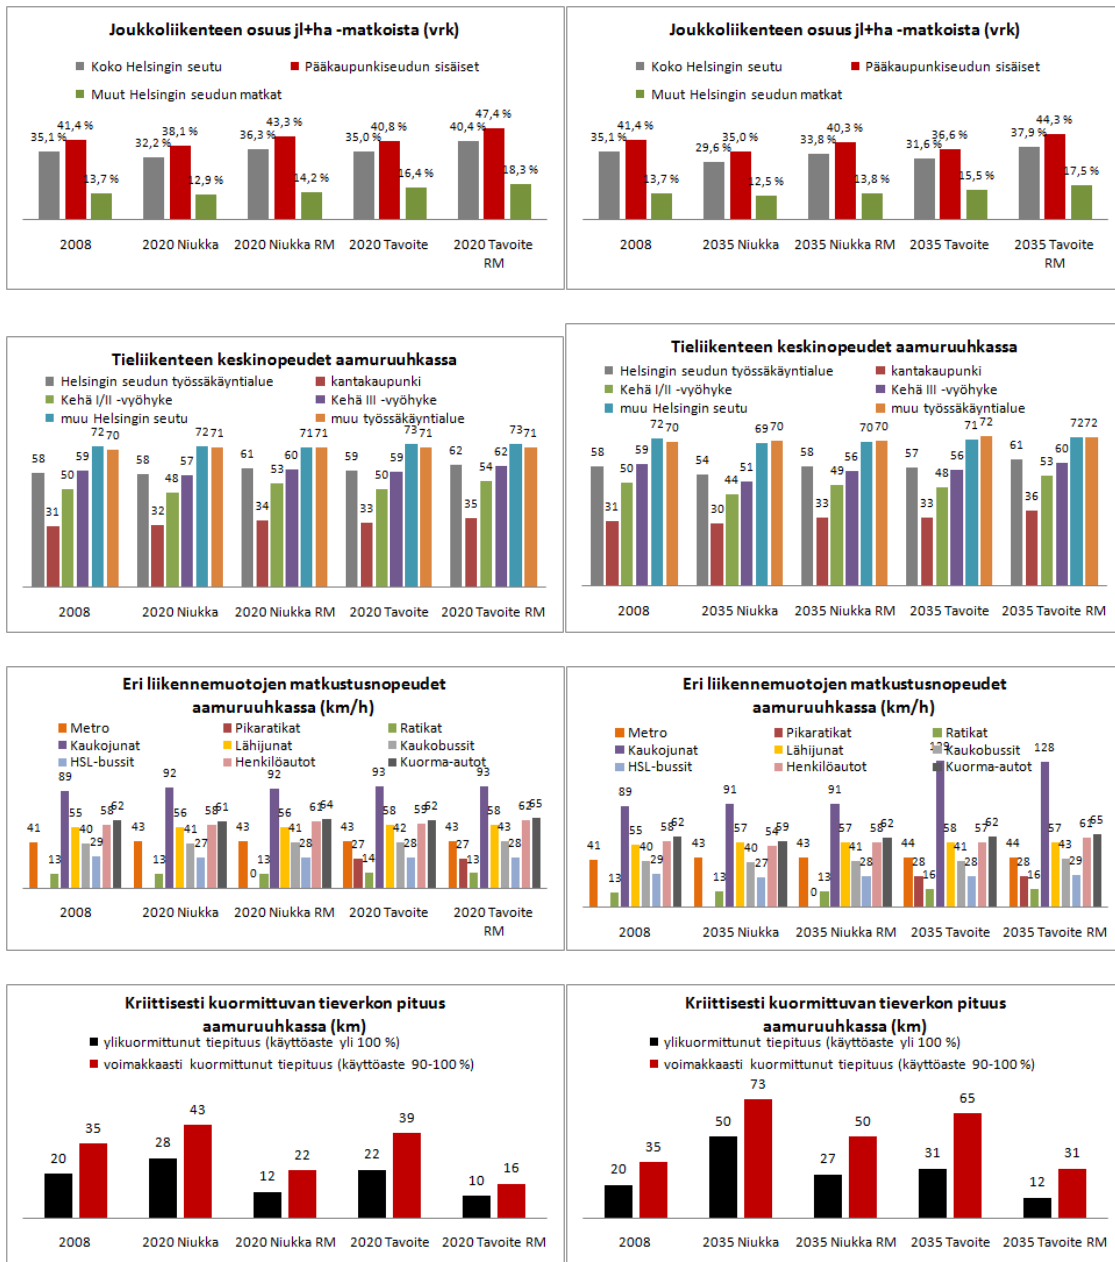 Joukkoliikenteen osuus jl+ha -matkoista (vrk)
Koko Helsingin seutu
Pääkaupunkiseudun sisäiset
Muut Helsingin seudun matkat
35,1 % 41,4 % 13,7 % 32,2 % 38,1 % 12,9 % 36,3 % 43,3 % 14,2 % 35,0 % 40,8 % 16,4 % 40,4 % 47,4 % 18,3 %
2008 2020 Niukka 2020 Niukka RM 2020 Tavoite 2020 Tavoite
RM
Joukkoliikenteen osuus jl+ha -matkoista (vrk)
Koko Helsingin seutu
Pääkaupunkiseudun sisäiset
Muut Helsingin seudun matkat
35,1 % 41,4 % 13,7 % 29,6 % 35,0 % 12,5 % 33,8 % 40,3 % 13,8 % 31,6 % 36,6 % 15,5 % 37,9 % 44,3 % 17,5 %
2008 2035 Niukka 2035 Niukka RM 2035 Tavoite 2035 Tavoite
RM
Tieliikenteen keskinopeudet aamuruuhkassa
Helsingin seudun työssäkäyntialue
kantakaupunki
Kehä I/II -vyöhyke
Kehä III -vyöhyke
muu Helsingin seutu
muu työssäkäyntialue
58 31 50 59 72 70 58 32 48 57 72 71 61 34 53 60 71 71 59 33 50 59 73 71 62 35 54 62 73 71
2008 2020 Niukka 2020 Niukka RM 2020 Tavoite 2020 Tavoite RM
Tieliikenteen keskinopeudet aamuruuhkassa
Helsingin seudun työssäkäyntialue
kantakaupunki
Kehä I/II -vyöhyke
Kehä III -vyöhyke
muu Helsingin seutu
muu työssäkäyntialue
58 31 50 59 72 70 54 30 44 51 69 70 58 33 49 56 70 70 57 33 48 56 71 72 61 36 53 60 72 72
2008 2035 Niukka 2035 Niukka RM 2035 Tavoite 2035 Tavoite RM
Eri liikennemuotojen matkustusnopeudet
aamuruuhkassa (km/h)
Metro
Pikaratikat
Ratikat
Kaukojunat
Lähijunat
Kaukobussit
HSL-bussit
Henkilöautot
Kuorma-autot
41 13 89 55 40 29 58 62 43 13 92 56 41 27 58 61 43 0 13 92 56 41 28 61 64 43 27 14 93 58 42 28 59 62 43 27 13 93 58 43 28 62 65
2008 2020 Niukka 2020 Niukka RM 2020 Tavoite 2020 Tavoite
RM
Eri liikennemuotojen matkustusnopeudet
aamuruuhkassa (km/h)
Metro
Pikaratikat
Ratikat
Kaukojunat
Lähijunat
Kaukobussit
HSL-bussit
Henkilöautot
Kuorma-autot
41 13 89 55 40 29 58 62 43 13 91 57 40 27 54 59 43 0 13 91 57 41 28 58 62 44 28 16 58 41 28 57 62 44 28 16 128 57 43 29 61 65
2008 2035 Niukka 2035 Niukka RM 2035 Tavoite 2035 Tavoite RM
Kriittisesti kuormittuvan tieverkon pituus
aamuruuhkassa (km)
ylikuormittunut tiepituus (käyttöaste yli 100 %)
voimakkaasti kuormittunut tiepituus (käyttöaste 90-100 %)
20 35 28 43 12 22 22 39 10 16
2008 2020 Niukka 2020 Niukka RM 2020 Tavoite 2020 Tavoite RM
Kriittisesti kuormittuvan tieverkon pituus
aamuruuhkassa (km)
ylikuormittunut tiepituus (käyttöaste yli 100 %)
voimakkaasti kuormittunut tiepituus (käyttöaste 90-100 %)
20 35 50 73 27 50 31 65 12 31
2008 2035 Niukka 2035 Niukka RM 2035 Tavoite 2035 Tavoite RM